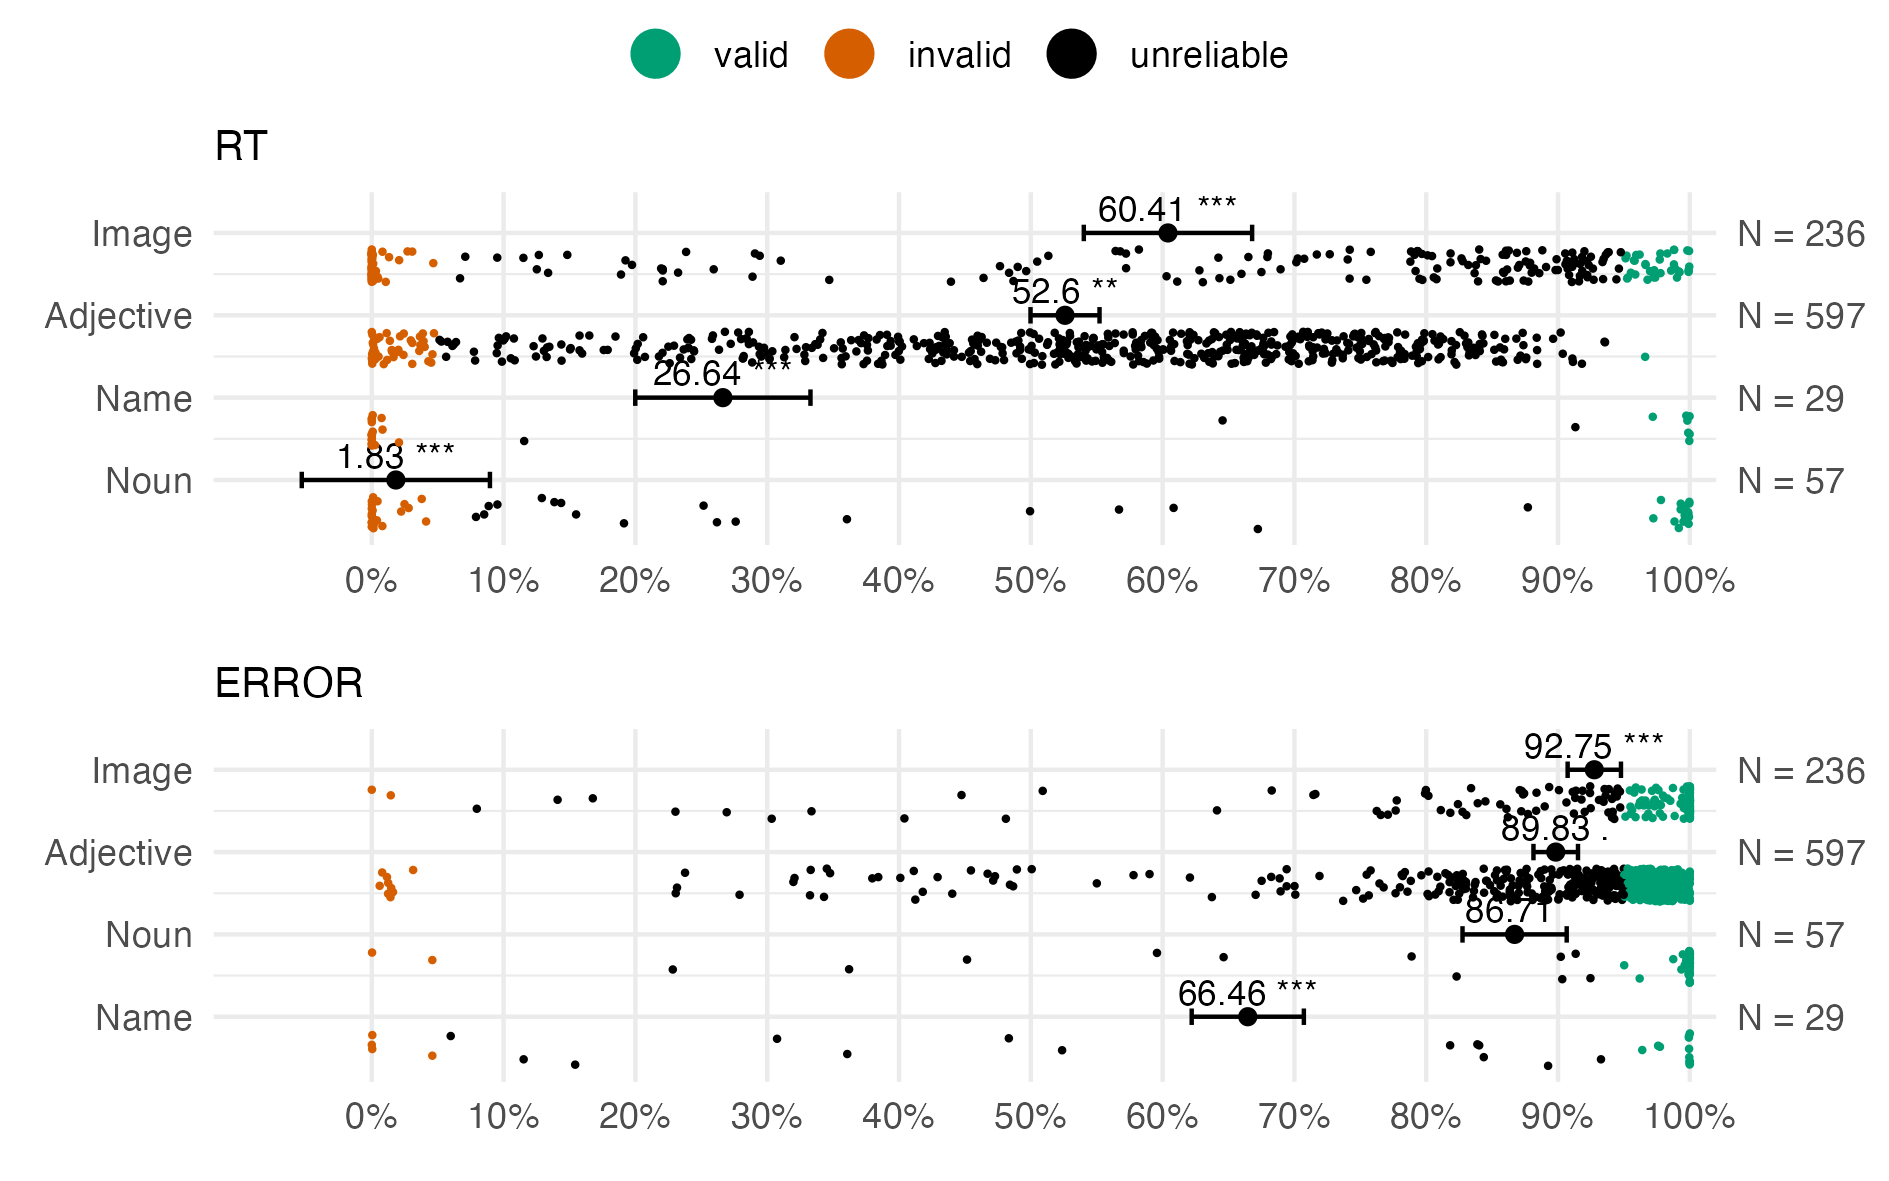 valid invalid unreliable
RT
60.41 ***
Image N = 236
52.6 **
Adjective N = 597
26.64 ***
Name N = 29
1.83 ***
Noun N = 57
0% 10% 20% 30% 40% 50% 60% 70% 80% 90% 100%
ERROR
92.75 ***
Image N = 236
89.83 .
Adjective N = 597
86.71
Noun N = 57
66.46 ***
Name N = 29
0% 10% 20% 30% 40% 50% 60% 70% 80% 90% 100%